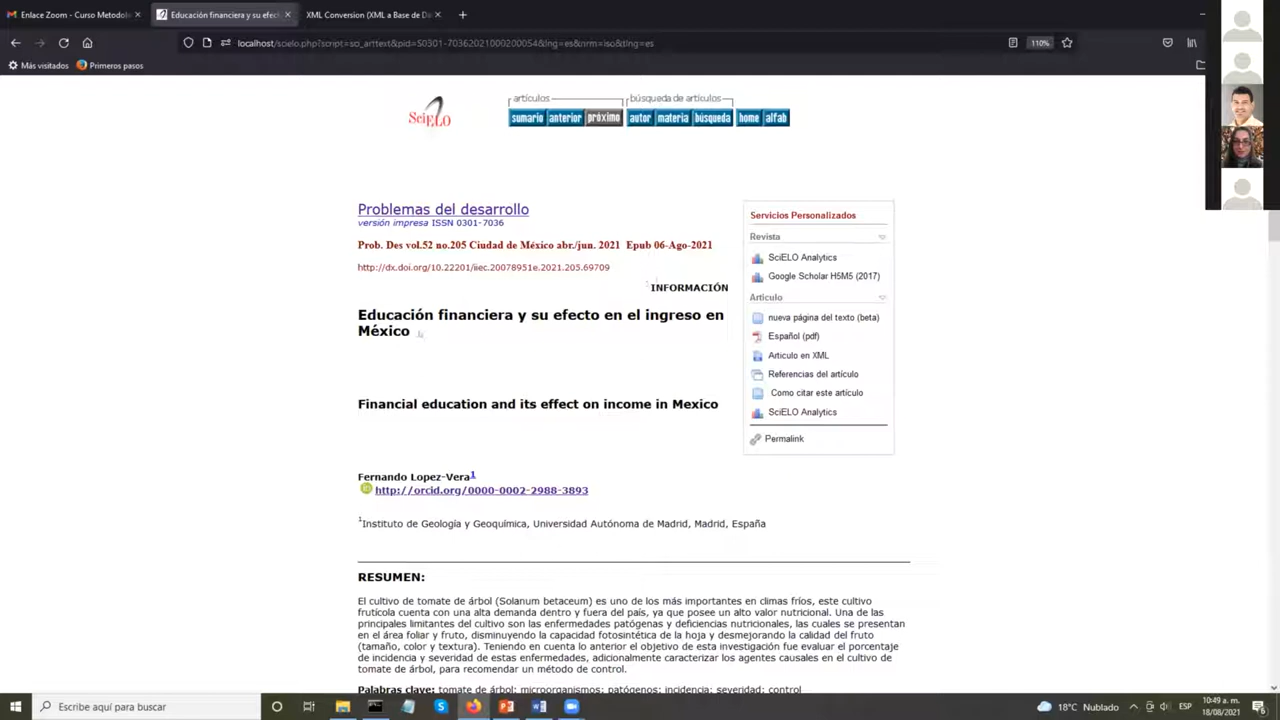 Enlace Zoom - Curso Metodolo
Educación financiera y su efec
XML Conversion (XML a Base de Da
localhost/scielo.php?script=sci_arttext&pid=S0301-70362021000200054&lng=es&nrm=iso&tlng=es
110%
Más visitados
Primeros pasos
SciELO
artículos
búsqueda de artículos
sumario anterior próximo autor materia búsqueda home alfab
Problemas del desarrollo
versión impresa ISSN 0301-7036
Prob. Des vol.52 no.205 Ciudad de México abr./jun. 2021 Epub 06-Ago-2021
http://dx.doi.org/10.22201/iiec.20078951e.2021.205.69709
INFORMACIÓN
Educación financiera y su efecto en el ingreso en
México
Financial education and its effect on income in Mexico
Fernando Lopez-Vera1
http://orcid.org/0000-0002-2988-3893
1Instituto de Geología y Geoquímica, Universidad Autónoma de Madrid, Madrid, España
Servicios Personalizados
Revista
SciELO Analytics
Google Scholar H5M5 (2017)
Articulo
nueva página del texto (beta)
Español (pdf)
Articulo en XML
Referencias del artículo
Como citar este artículo
SciELO Analytics
Permalink
RESUMEN:
El cultivo de tomate de árbol (Solanum betaceum) es uno de los más importantes en climas fríos, este cultivo
frutícola cuenta con una alta demanda dentro y fuera del país, ya que posee un alto valor nutricional. Una de las
principales limitantes del cultivo son las enfermedades patógenas y deficiencias nutricionales, las cuales se presentan
en el área foliar y fruto, disminuyendo la capacidad fotosintética de la hoja y desmejorando la calidad del fruto
(tamaño, color y textura). Teniendo en cuenta lo anterior el objetivo de esta investigación fue evaluar el porcentaje
de incidencia y severidad de estas enfermedades, adicionalmente caracterizar los agentes causales en el cultivo de
tomate de árbol, para recomendar un método de control.
Palabras clave: tomate de árbol; microorganismos; patógenos; incidencia; severidad; control
Escribe aquí para buscar
18°C Nublado
ESP
10:49 a. m.
18/08/2021